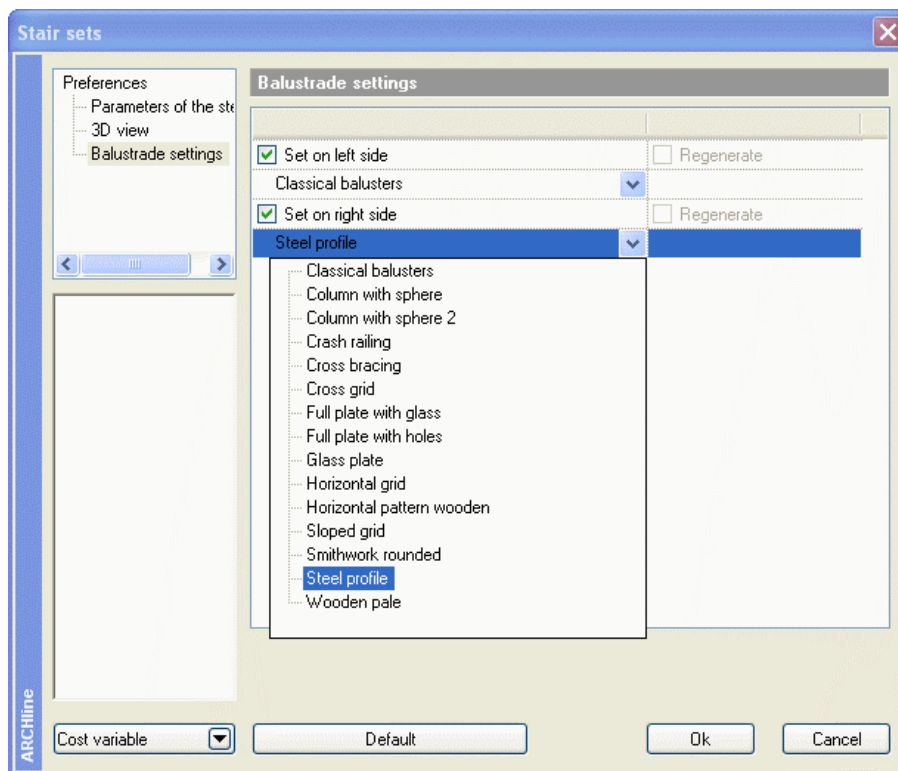 Stair sets
Preferences
Parameters of the ste
3D view
Balustrade settings
Balustrade settings
Set on left side
Regenerate
Classical balusters
Set on right side
Regenerate
Steel profile
Classical balusters
Column with sphere
Column with sphere 2
Crash railing
Cross bracing
Cross grid
Full plate with glass
Full plate with holes
Glass plate
Horizontal grid
Horizontal pattern wooden
Sloped grid
Smithwork rounded
Steel profile
Wooden pale
ARCHline
Cost variable
Default
Ok
Cancel